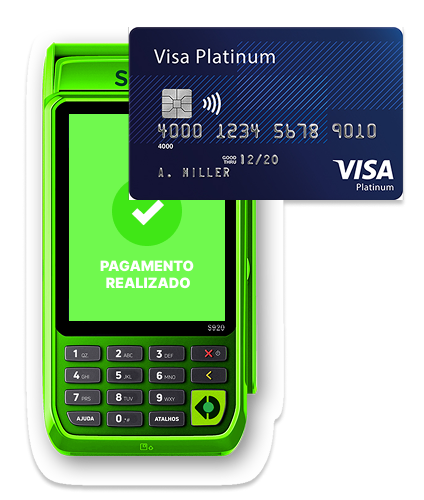 Visa Platinum
4000 1234 5678 9010
4000
GOOD THRU 12/20
A. MILLER
VISA
Platinum
S
PAGAMENTO
REALIZADO
S920
1 QZ 2 ABC 3 DEF
4 GHI 5 JKL 6 MNO <
7 PRS 8 TUV 9 WXY
AJUDA 0 ATALHOS